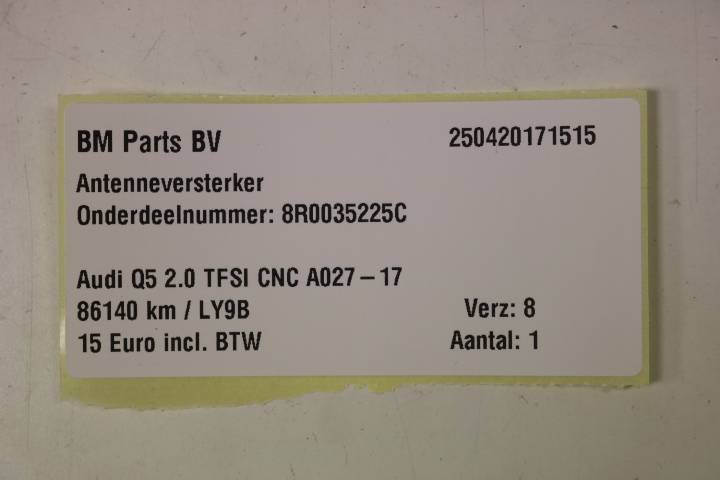 BM Parts BV 250420171515
Antenneversterker
Onderdeelnummer: 8R0035225C
Audi Q5 2.0 TFSI CNC A027-17
86140 km / LY9B Verz: 8
15 Euro incl. BTW Aantal: 1